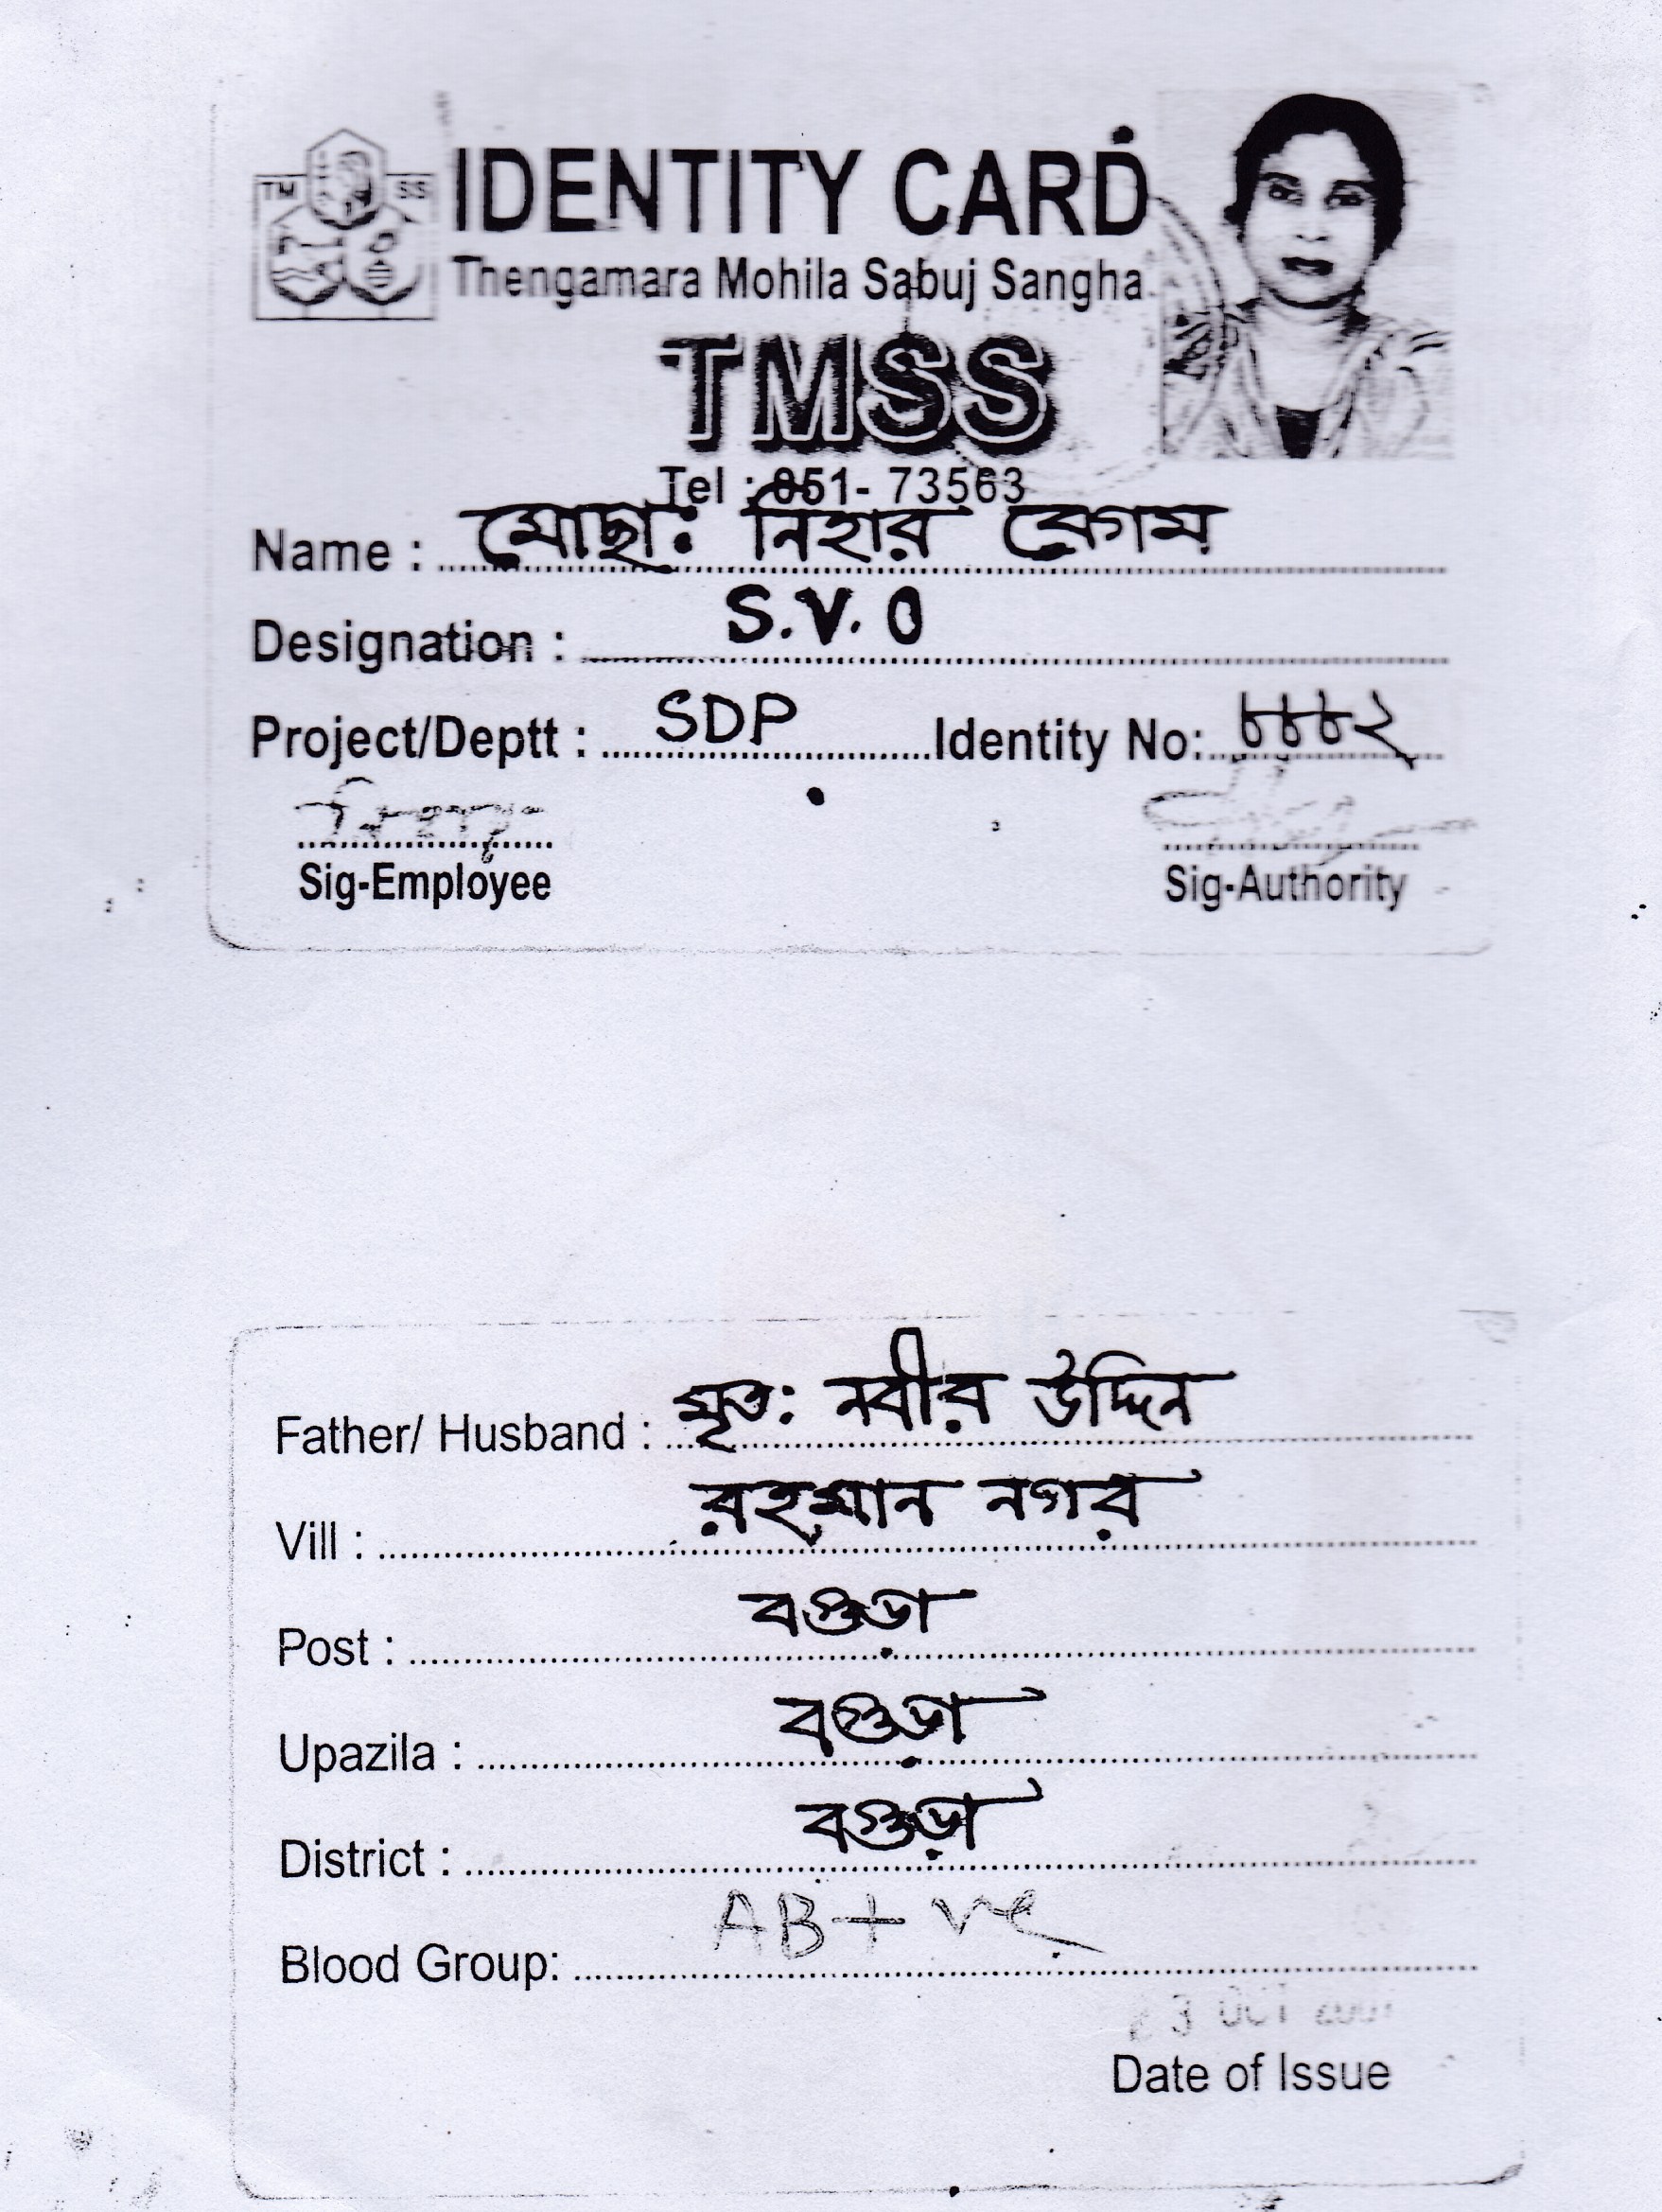 TM SS
IDENTITY CARD
Thengamara Mohila Sabuj Sangha
TMSS
Tel : 051- 73563
Name : মোছা: নিহার বেগম
Designation : S.V.O
Project/Deptt : SDP Identity No: ৮৮৮২
Sig-Employee Sig-Authority
Father/ Husband : মৃত: নবীর উদ্দিন
Vill : রহমান নগর
Post : বগুড়া
Upazila : বগুড়া
District : বগুড়া
Blood Group: AB+ ve
23 OCT
Date of Issue